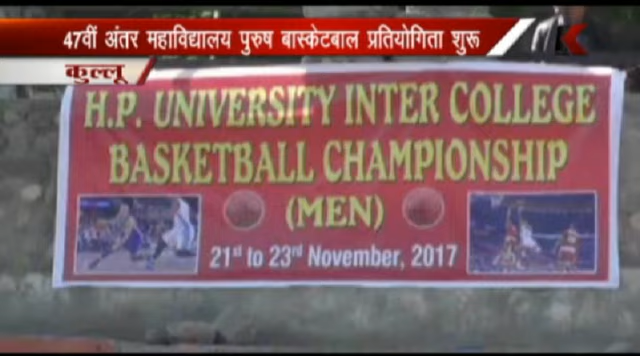 47वीं अंतर महाविद्यालय पुरुष बास्केटबाल प्रतियोगिता शुरू
कुल्लू
H.P. UNIVERSITY INTER COLLEGE
BASKETBALL CHAMPIONSHIP
(MEN)
21st to 23rd November, 2017